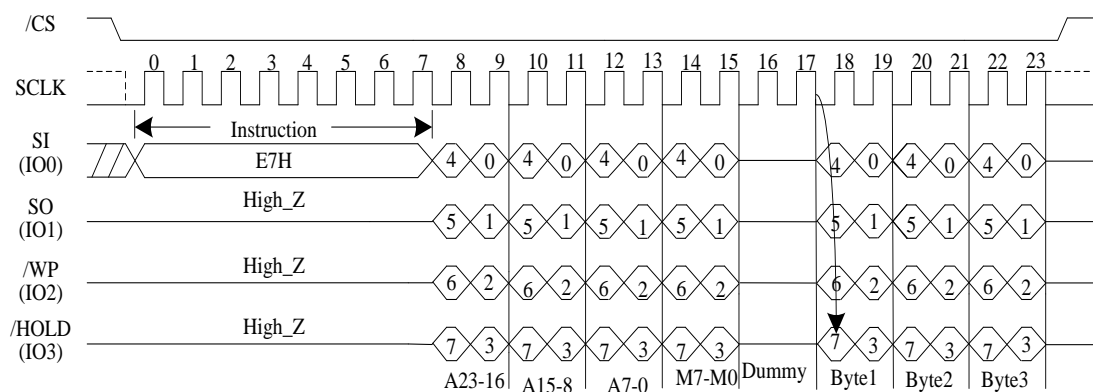 /CS
0 1 2 3 4 5 6 7 8 9 10 11 12 13 14 15 16 17 18 19 20 21 22 23
SCLK
Instruction
SI
(IO0)
E7H
4 0 4 0 4 0 4 0 4 0 4 0 4 0
SO
(IO1)
High_Z
5 1 5 1 5 1 5 1 5 1 5 1 5 1
/WP
(IO2)
High_Z
6 2 6 2 6 2 6 2 6 2 6 2 6 2
/HOLD
(IO3)
High_Z
7 3 7 3 7 3 7 3 7 3 7 3 7 3
A23-16 A15-8 A7-0 M7-M0 Dummy Byte1 Byte2 Byte3